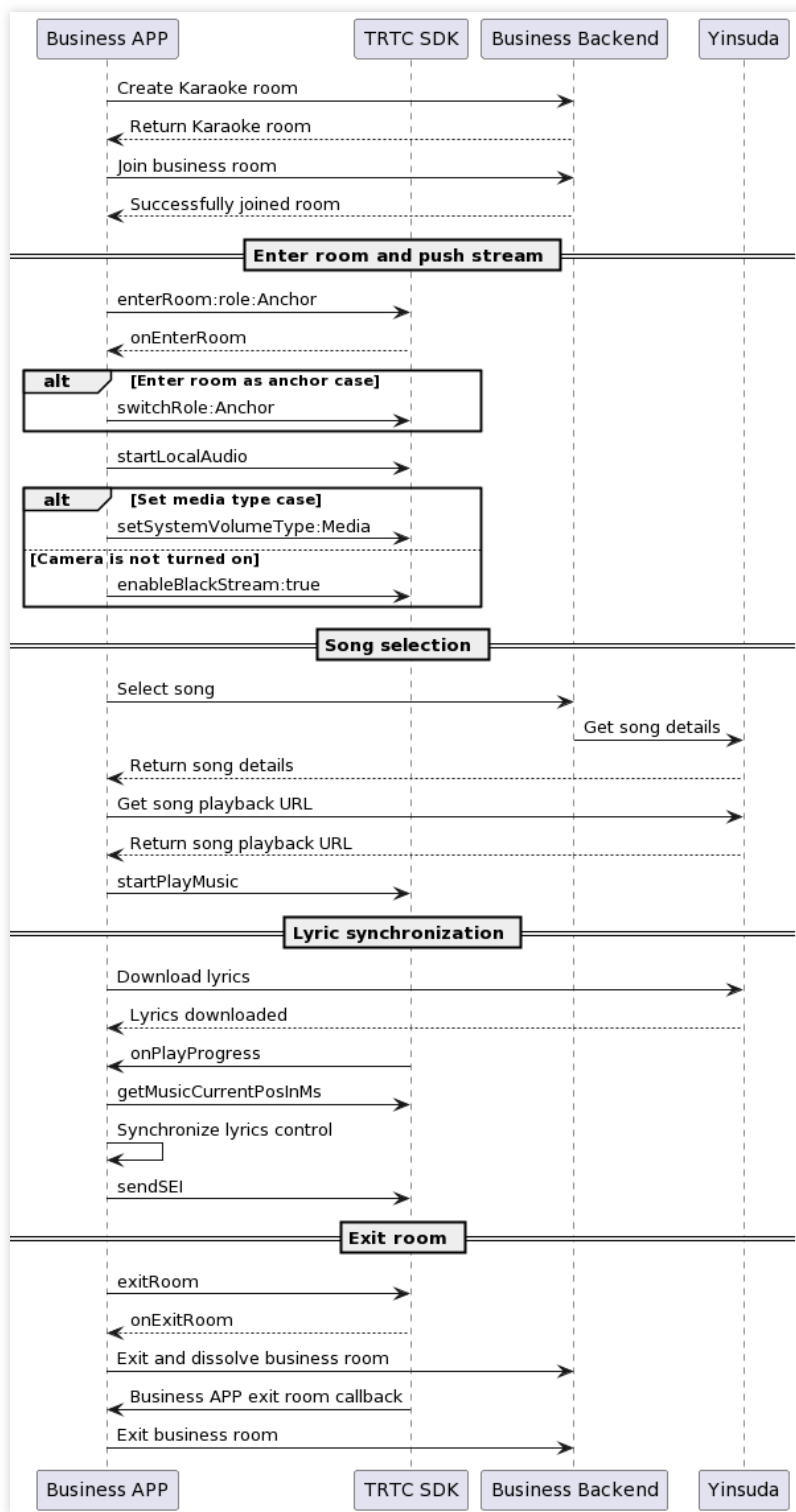 Business APP TRTC SDK Business Backend Yinsuda
Create Karaoke room
Return Karaoke room
Join business room
Successfully joined room
Enter room and push stream
enterRoom:role:Anchor
onEnterRoom
alt [Enter room as anchor case]
switchRole:Anchor
startLocalAudio
alt [Set media type case]
setSystemVolumeType:Media
[Camera is not turned on]
enableBlackStream:true
Song selection
Select song
Get song details
Return song details
Get song playback URL
Return song playback URL
startPlayMusic
Lyric synchronization
Download lyrics
Lyrics downloaded
onPlayProgress
getMusicCurrentPosInMs
Synchronize lyrics control
sendSEI
Exit room
exitRoom
onExitRoom
Exit and dissolve business room
Business APP exit room callback
Exit business room
Business APP TRTC SDK Business Backend Yinsuda